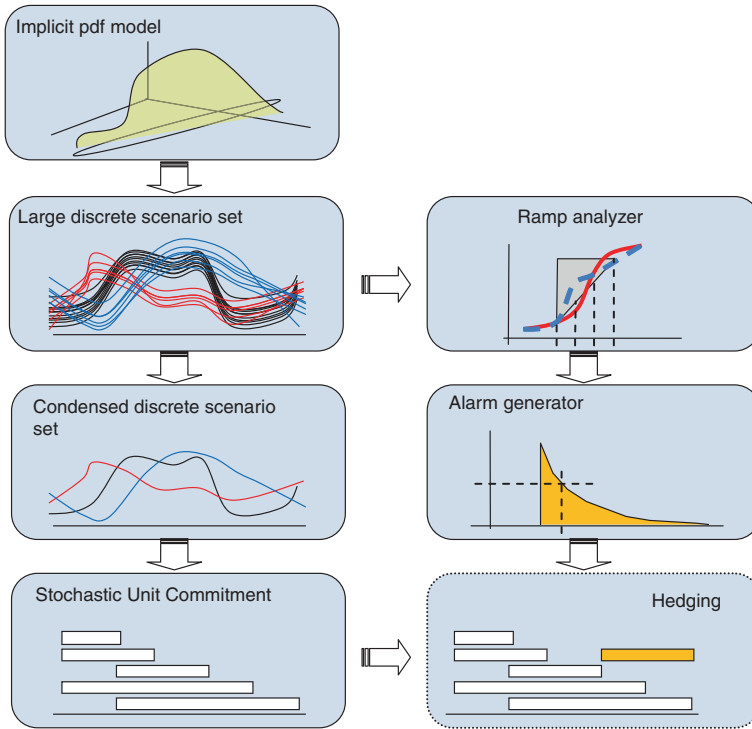 Implicit pdf model
Large discrete scenario set
Ramp analyzer
Condensed discrete scenario
set
Alarm generator
Stochastic Unit Commitment
Hedging